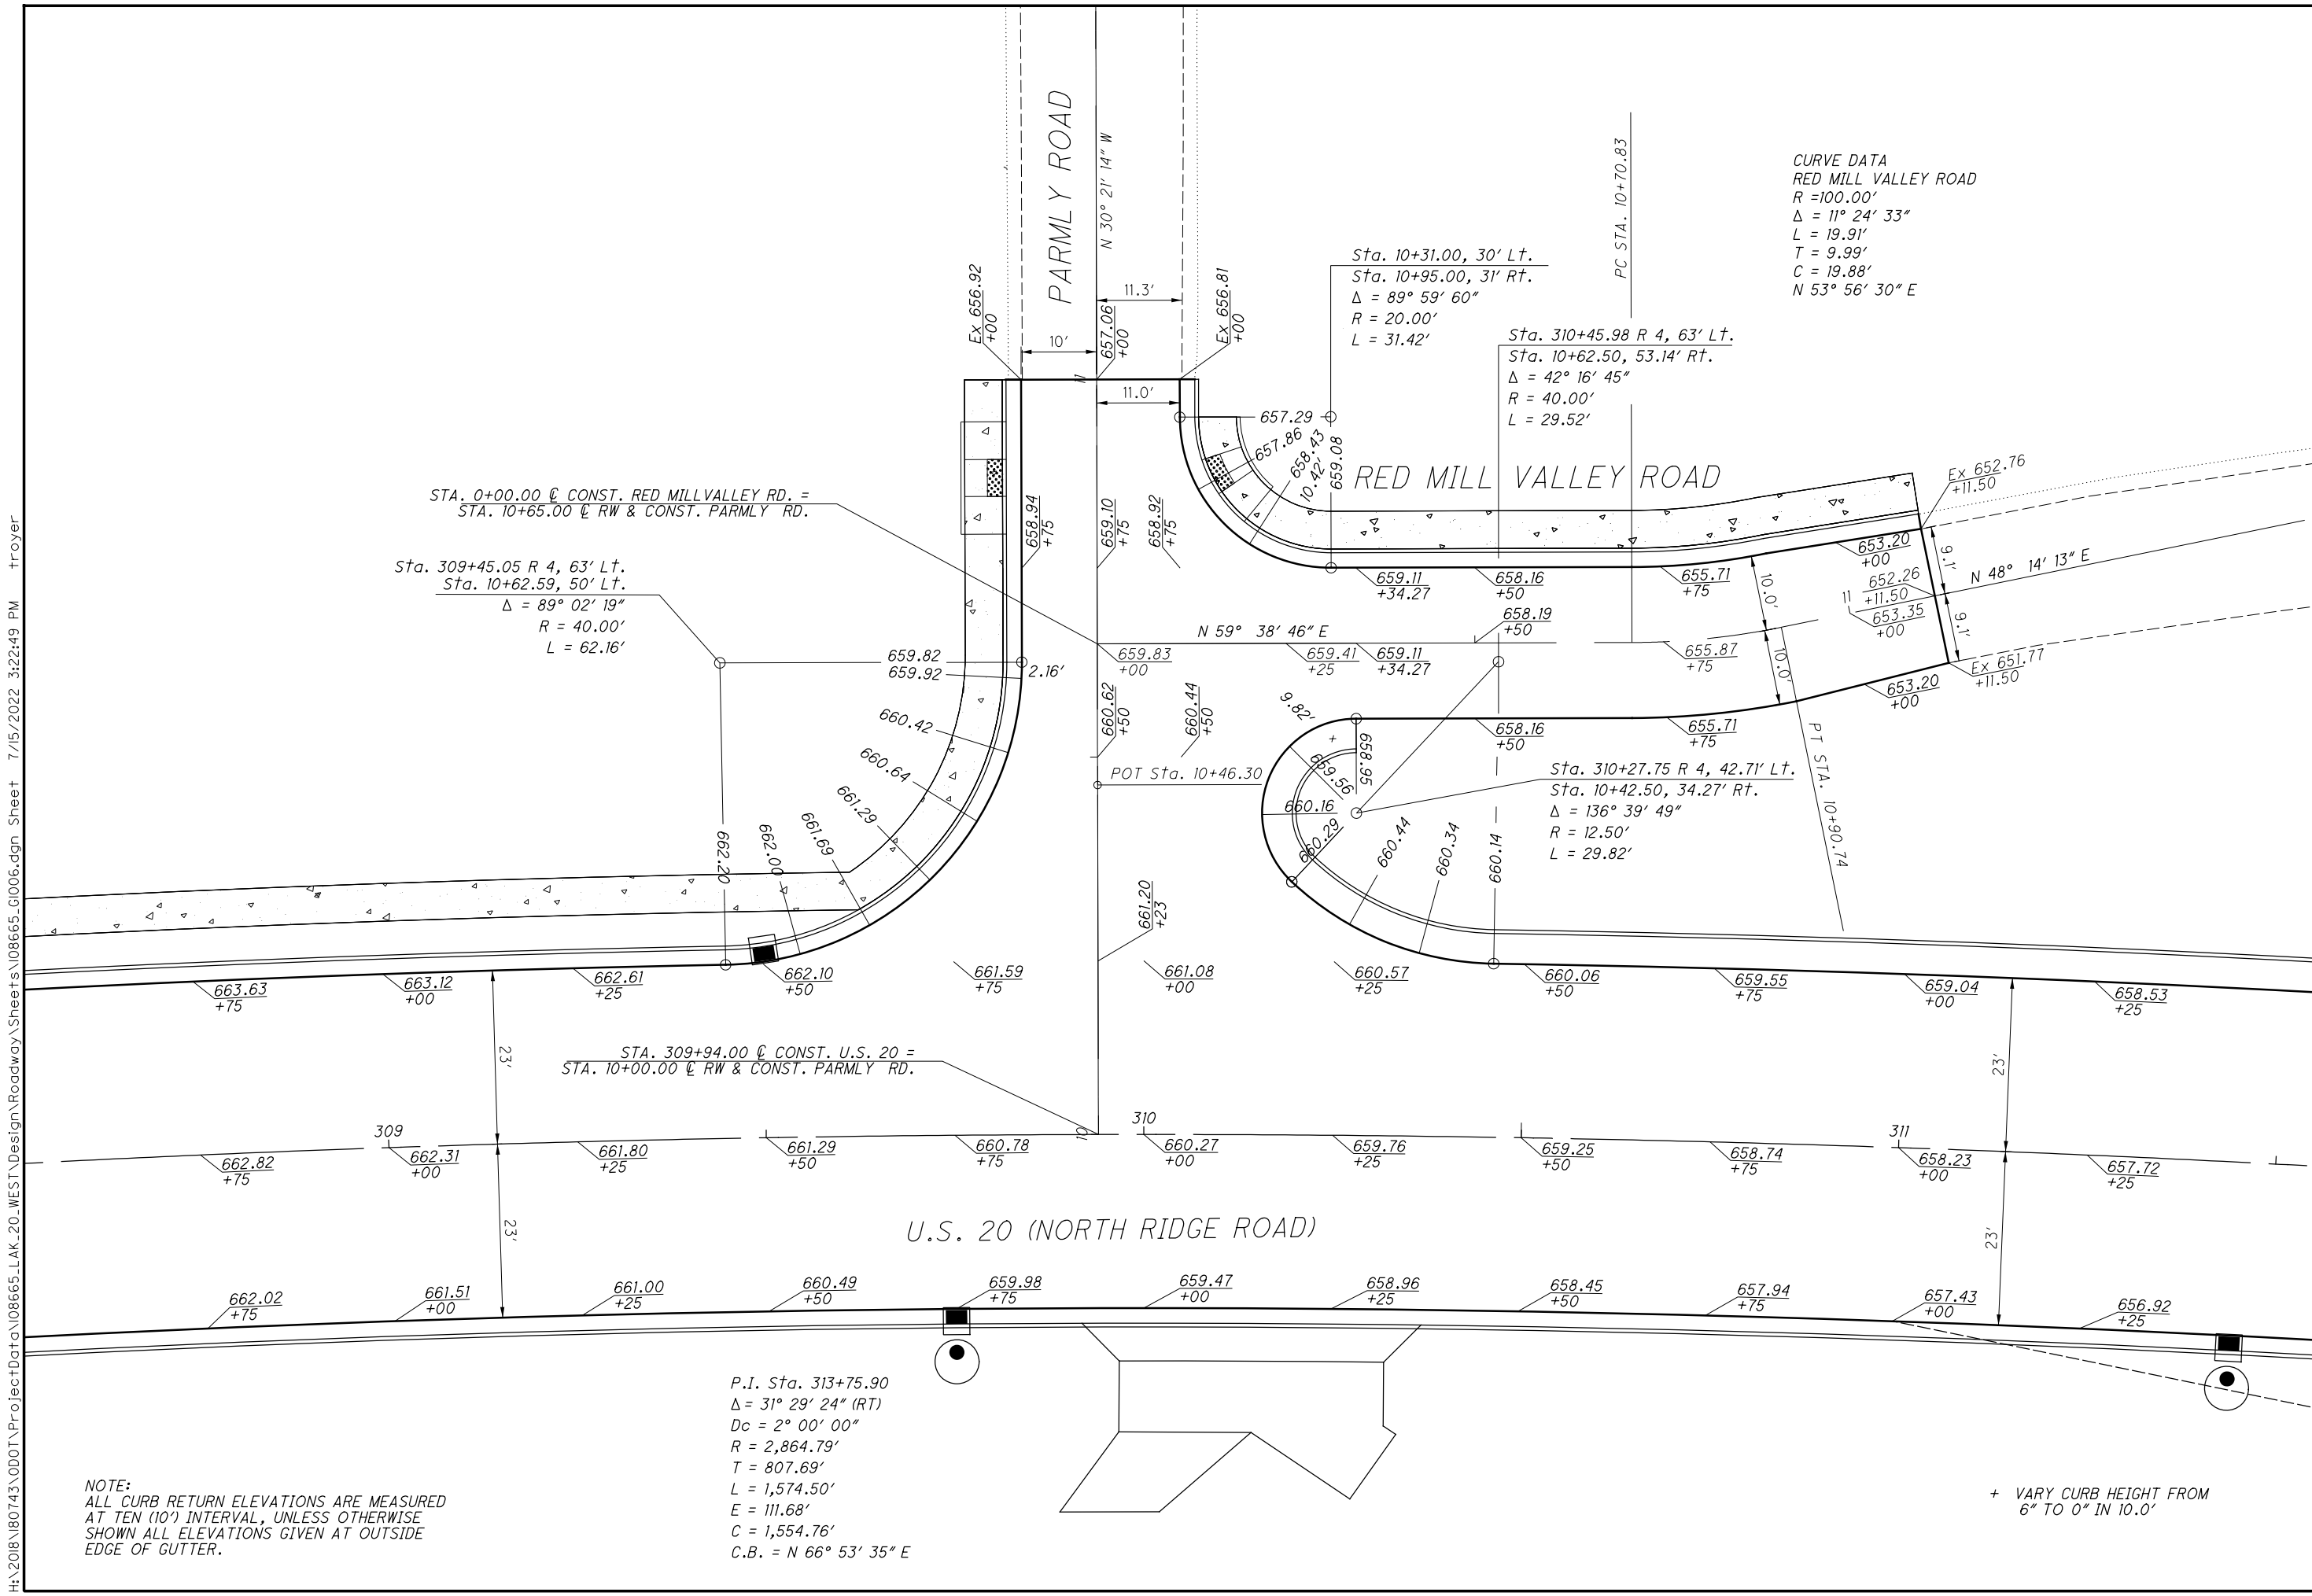 PARMLY ROAD
N 30° 21' 14" W
PC STA. 10+70.83
CURVE DATA
RED MILL VALLEY ROAD
R =100.00'
Δ = 11° 24' 33"
L = 19.91'
T = 9.99'
C = 19.88'
N 53° 56' 30" E
Sta. 10+31.00, 30' Lt.
Sta. 10+95.00, 31' Rt.
Δ = 89° 59' 60"
R = 20.00'
L = 31.42'
Sta. 310+45.98 R 4, 63' Lt.
Sta. 10+62.50, 53.14' Rt.
Δ = 42° 16' 45"
R = 40.00'
L = 29.52'
Ex 656.92
+00
11.3'
10'
657.06
+00
Ex 656.81
+00
11
11.0'
657.29
657.86
658.43
10.42'
659.08
RED MILL VALLEY ROAD
Ex 652.76
+11.50
STA. 0+00.00 ℄ CONST. RED MILLVALLEY RD. =
STA. 10+65.00 ℄ RW & CONST. PARMLY RD.
658.94
+75
659.10
+75
658.92
+75
Sta. 309+45.05 R 4, 63' Lt.
Sta. 10+62.59, 50' Lt.
Δ = 89° 02' 19"
R = 40.00'
L = 62.16'
659.11
+34.27
658.16
+50
655.71
+75
10.0'
653.20
+00
9.1'
N 48° 14' 13" E
652.26
11 +11.50
653.35
+00
9.1'
N 59° 38' 46" E
658.19
+50
659.82
659.92
2.16'
659.83
+00
659.41
+25
659.11
+34.27
655.87
+75
10.0'
Ex 651.77
+11.50
653.20
+00
660.42
660.62
+50
660.44
+50
9.82'
+
658.95
658.16
+50
655.71
+75
PT STA. 10+90.74
660.64
659.56
POT Sta. 10+46.30
Sta. 310+27.75 R 4, 42.71' Lt.
Sta. 10+42.50, 34.27' Rt.
Δ = 136° 39' 49"
R = 12.50'
L = 29.82'
661.29
661.69
662.00
662.20
660.16
660.29
660.44
660.34
660.14
661.20
+23
663.63
+75
663.12
+00
662.61
+25
662.10
+50
661.59
+75
661.08
+00
660.57
+25
660.06
+50
659.55
+75
659.04
+00
658.53
+25
23'
STA. 309+94.00 ℄ CONST. U.S. 20 =
STA. 10+00.00 ℄ RW & CONST. PARMLY RD.
23'
309
10
310
311
662.82
+75
662.31
+00
661.80
+25
661.29
+50
660.78
+75
660.27
+00
659.76
+25
659.25
+50
658.74
+75
658.23
+00
657.72
+25
23'
U.S. 20 (NORTH RIDGE ROAD)
23'
662.02
+75
661.51
+00
661.00
+25
660.49
+50
659.98
+75
659.47
+00
658.96
+25
658.45
+50
657.94
+75
657.43
+00
656.92
+25
P.I. Sta. 313+75.90
Δ = 31° 29' 24" (RT)
Dc = 2° 00' 00"
R = 2,864.79'
T = 807.69'
L = 1,574.50'
E = 111.68'
C = 1,554.76'
C.B. = N 66° 53' 35" E
NOTE:
ALL CURB RETURN ELEVATIONS ARE MEASURED
AT TEN (10') INTERVAL, UNLESS OTHERWISE
SHOWN ALL ELEVATIONS GIVEN AT OUTSIDE
EDGE OF GUTTER.
+ VARY CURB HEIGHT FROM
6" TO 0" IN 10.0'
H:\2018\180743\ODOT\ProjectData\108665_LAK_20_WEST\Design\Roadway\Sheets\108665_GI006.dgn Sheet 7/15/2022 3:22:49 PM troyer